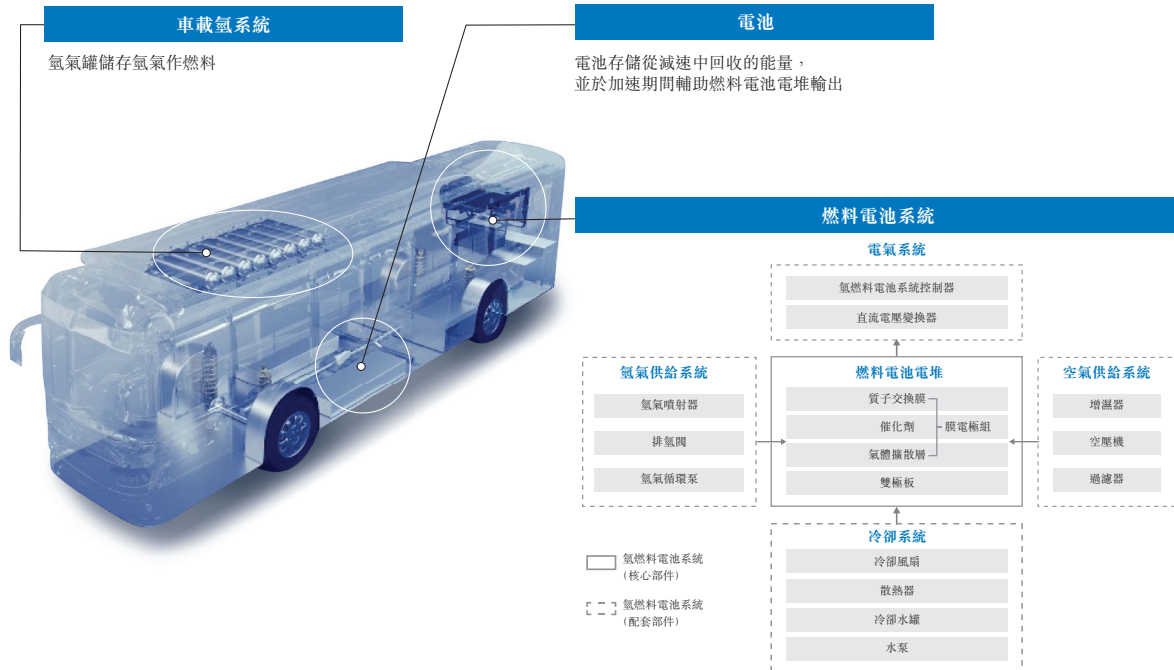 車載氫系統
氫氣罐儲存氫氣作燃料
電池
電池存儲從減速中回收的能量，
並於加速期間輔助燃料電池電堆輸出
燃料電池系統
電氣系統
氫燃料電池系統控制器
直流電壓變換器
氫氣供給系統
氫氣噴射器
排氫閥
氫氣循環泵
燃料電池電堆
質子交換膜
催化劑
膜電極組
氣體擴散層
雙極板
空氣供給系統
增濕器
空壓機
過濾器
冷卻系統
冷卻風扇
散熱器
冷卻水罐
水泵
氫燃料電池系統
(核心部件)
氫燃料電池系統
(配套部件)